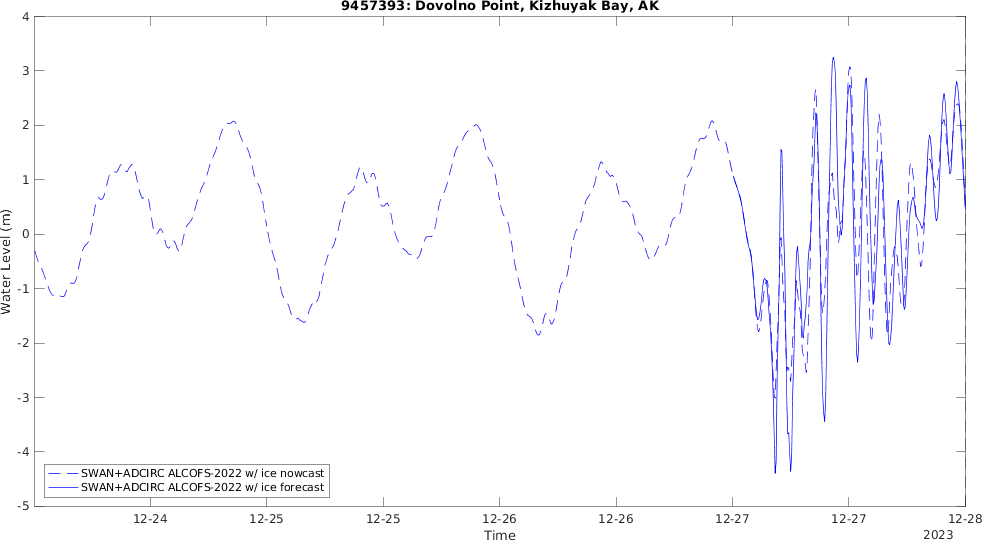 9457393: Dovolno Point, Kizhuyak Bay, AK
Water Level (m)
4
3
2
1
0
-1
-2
-3
-4
-5
SWAN+ADCIRC ALCOFS-2022 w/ ice nowcast
SWAN+ADCIRC ALCOFS-2022 w/ ice forecast
12-24 12-25 12-25 12-26 12-26 12-27 12-27 12-28
Time
2023